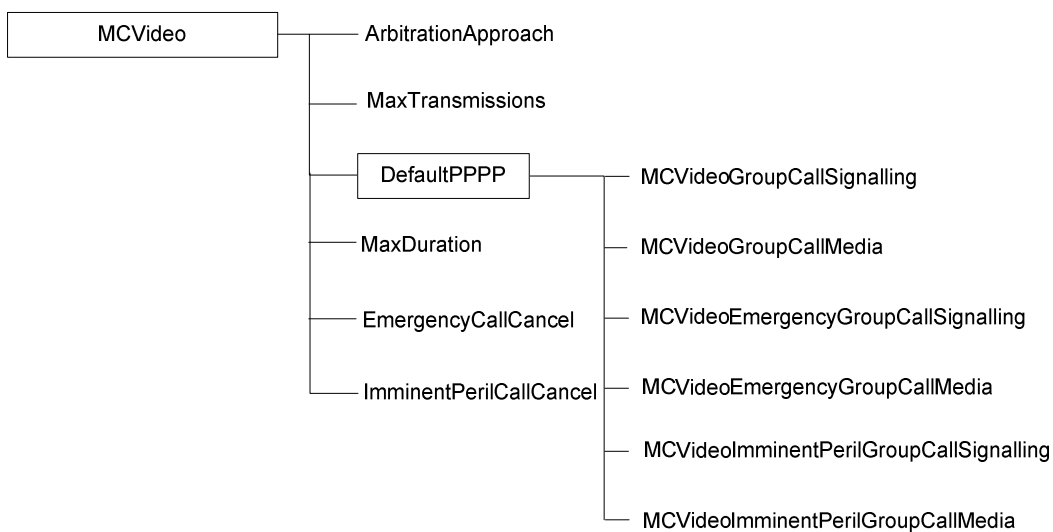 MCVideo
ArbitrationApproach
MaxTransmissions
DefaultPPPP
MaxDuration
EmergencyCallCancel
ImminentPerilCallCancel
MCVideoGroupCallSignalling
MCVideoGroupCallMedia
MCVideoEmergencyGroupCallSignalling
MCVideoEmergencyGroupCallMedia
MCVideoImminentPerilGroupCallSignalling
MCVideoImminentPerilGroupCallMedia